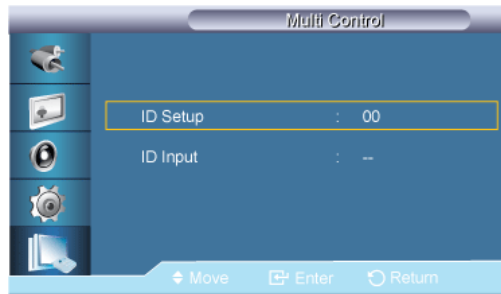 Multi Control
ID Setup : 00
ID Input : --
Move Enter Return